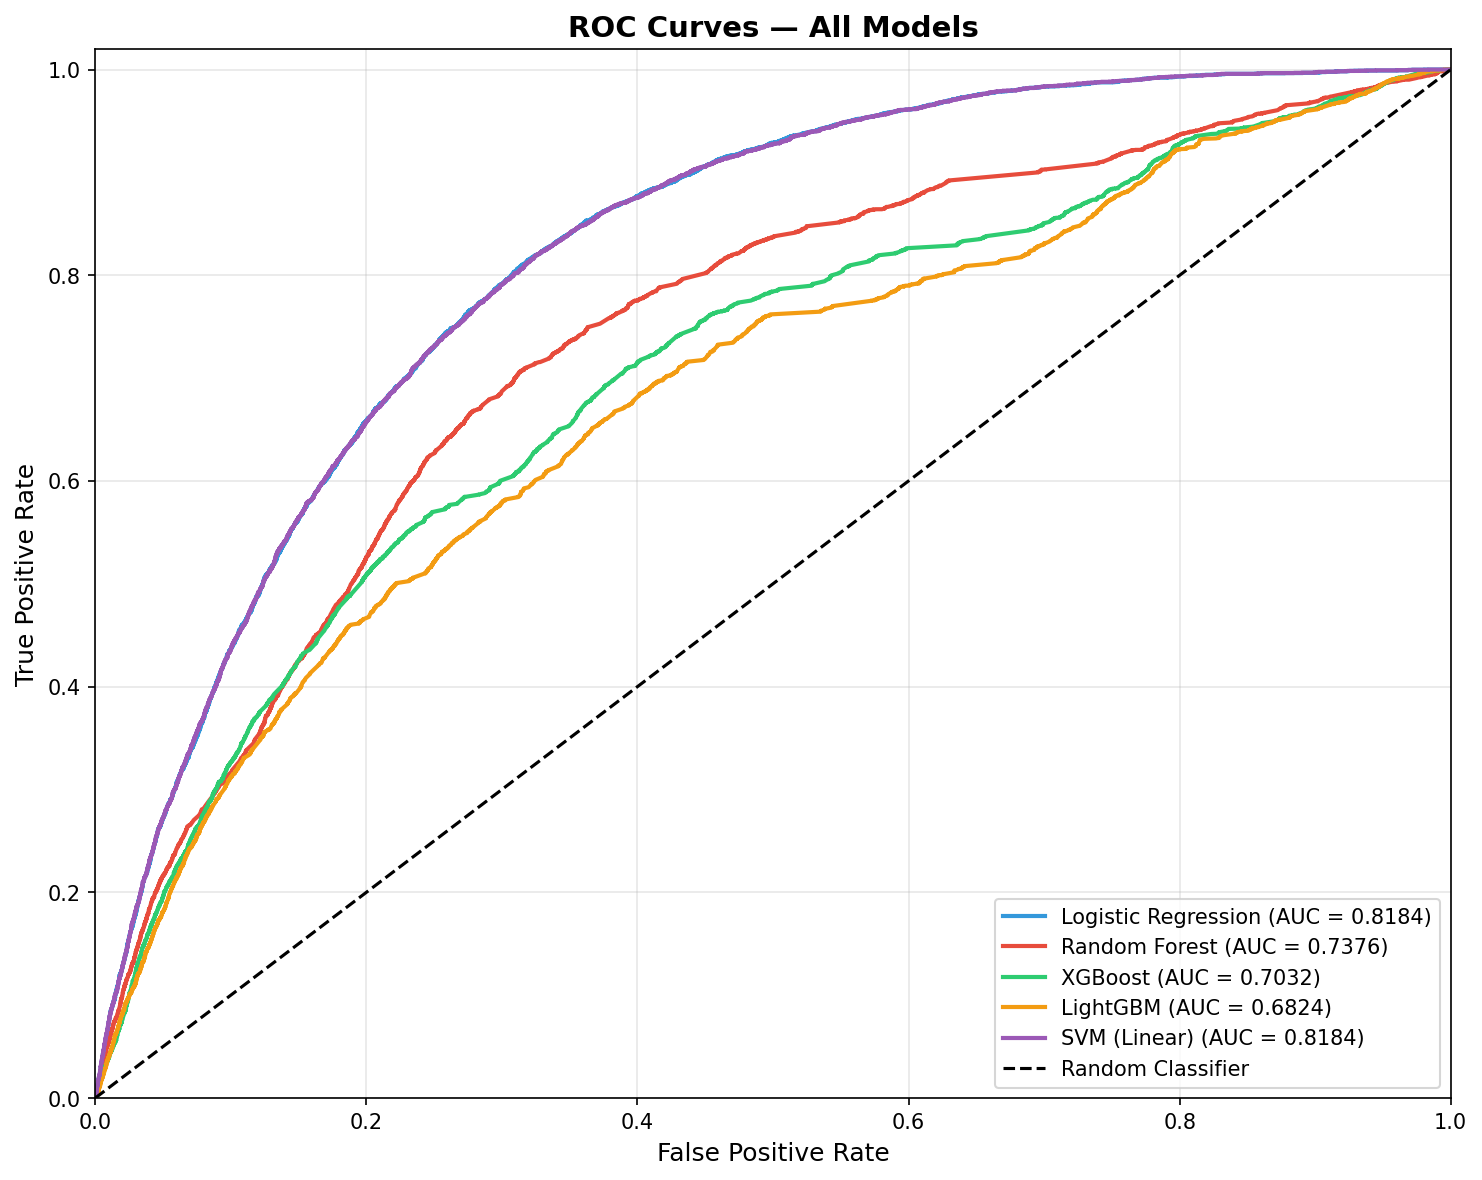 ROC Curves — All Models
1.0
0.8
0.6
0.4
0.2
0.0
True Positive Rate
0.0 0.2 0.4 0.6 0.8 1.0
False Positive Rate
Logistic Regression (AUC = 0.8184)
Random Forest (AUC = 0.7376)
XGBoost (AUC = 0.7032)
LightGBM (AUC = 0.6824)
SVM (Linear) (AUC = 0.8184)
Random Classifier